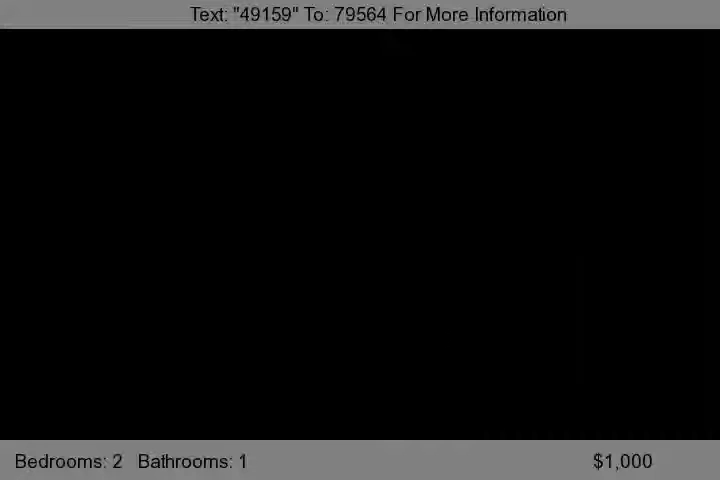 Text: "49159" To: 79564 For More Information
Bedrooms: 2 Bathrooms: 1 $1,000